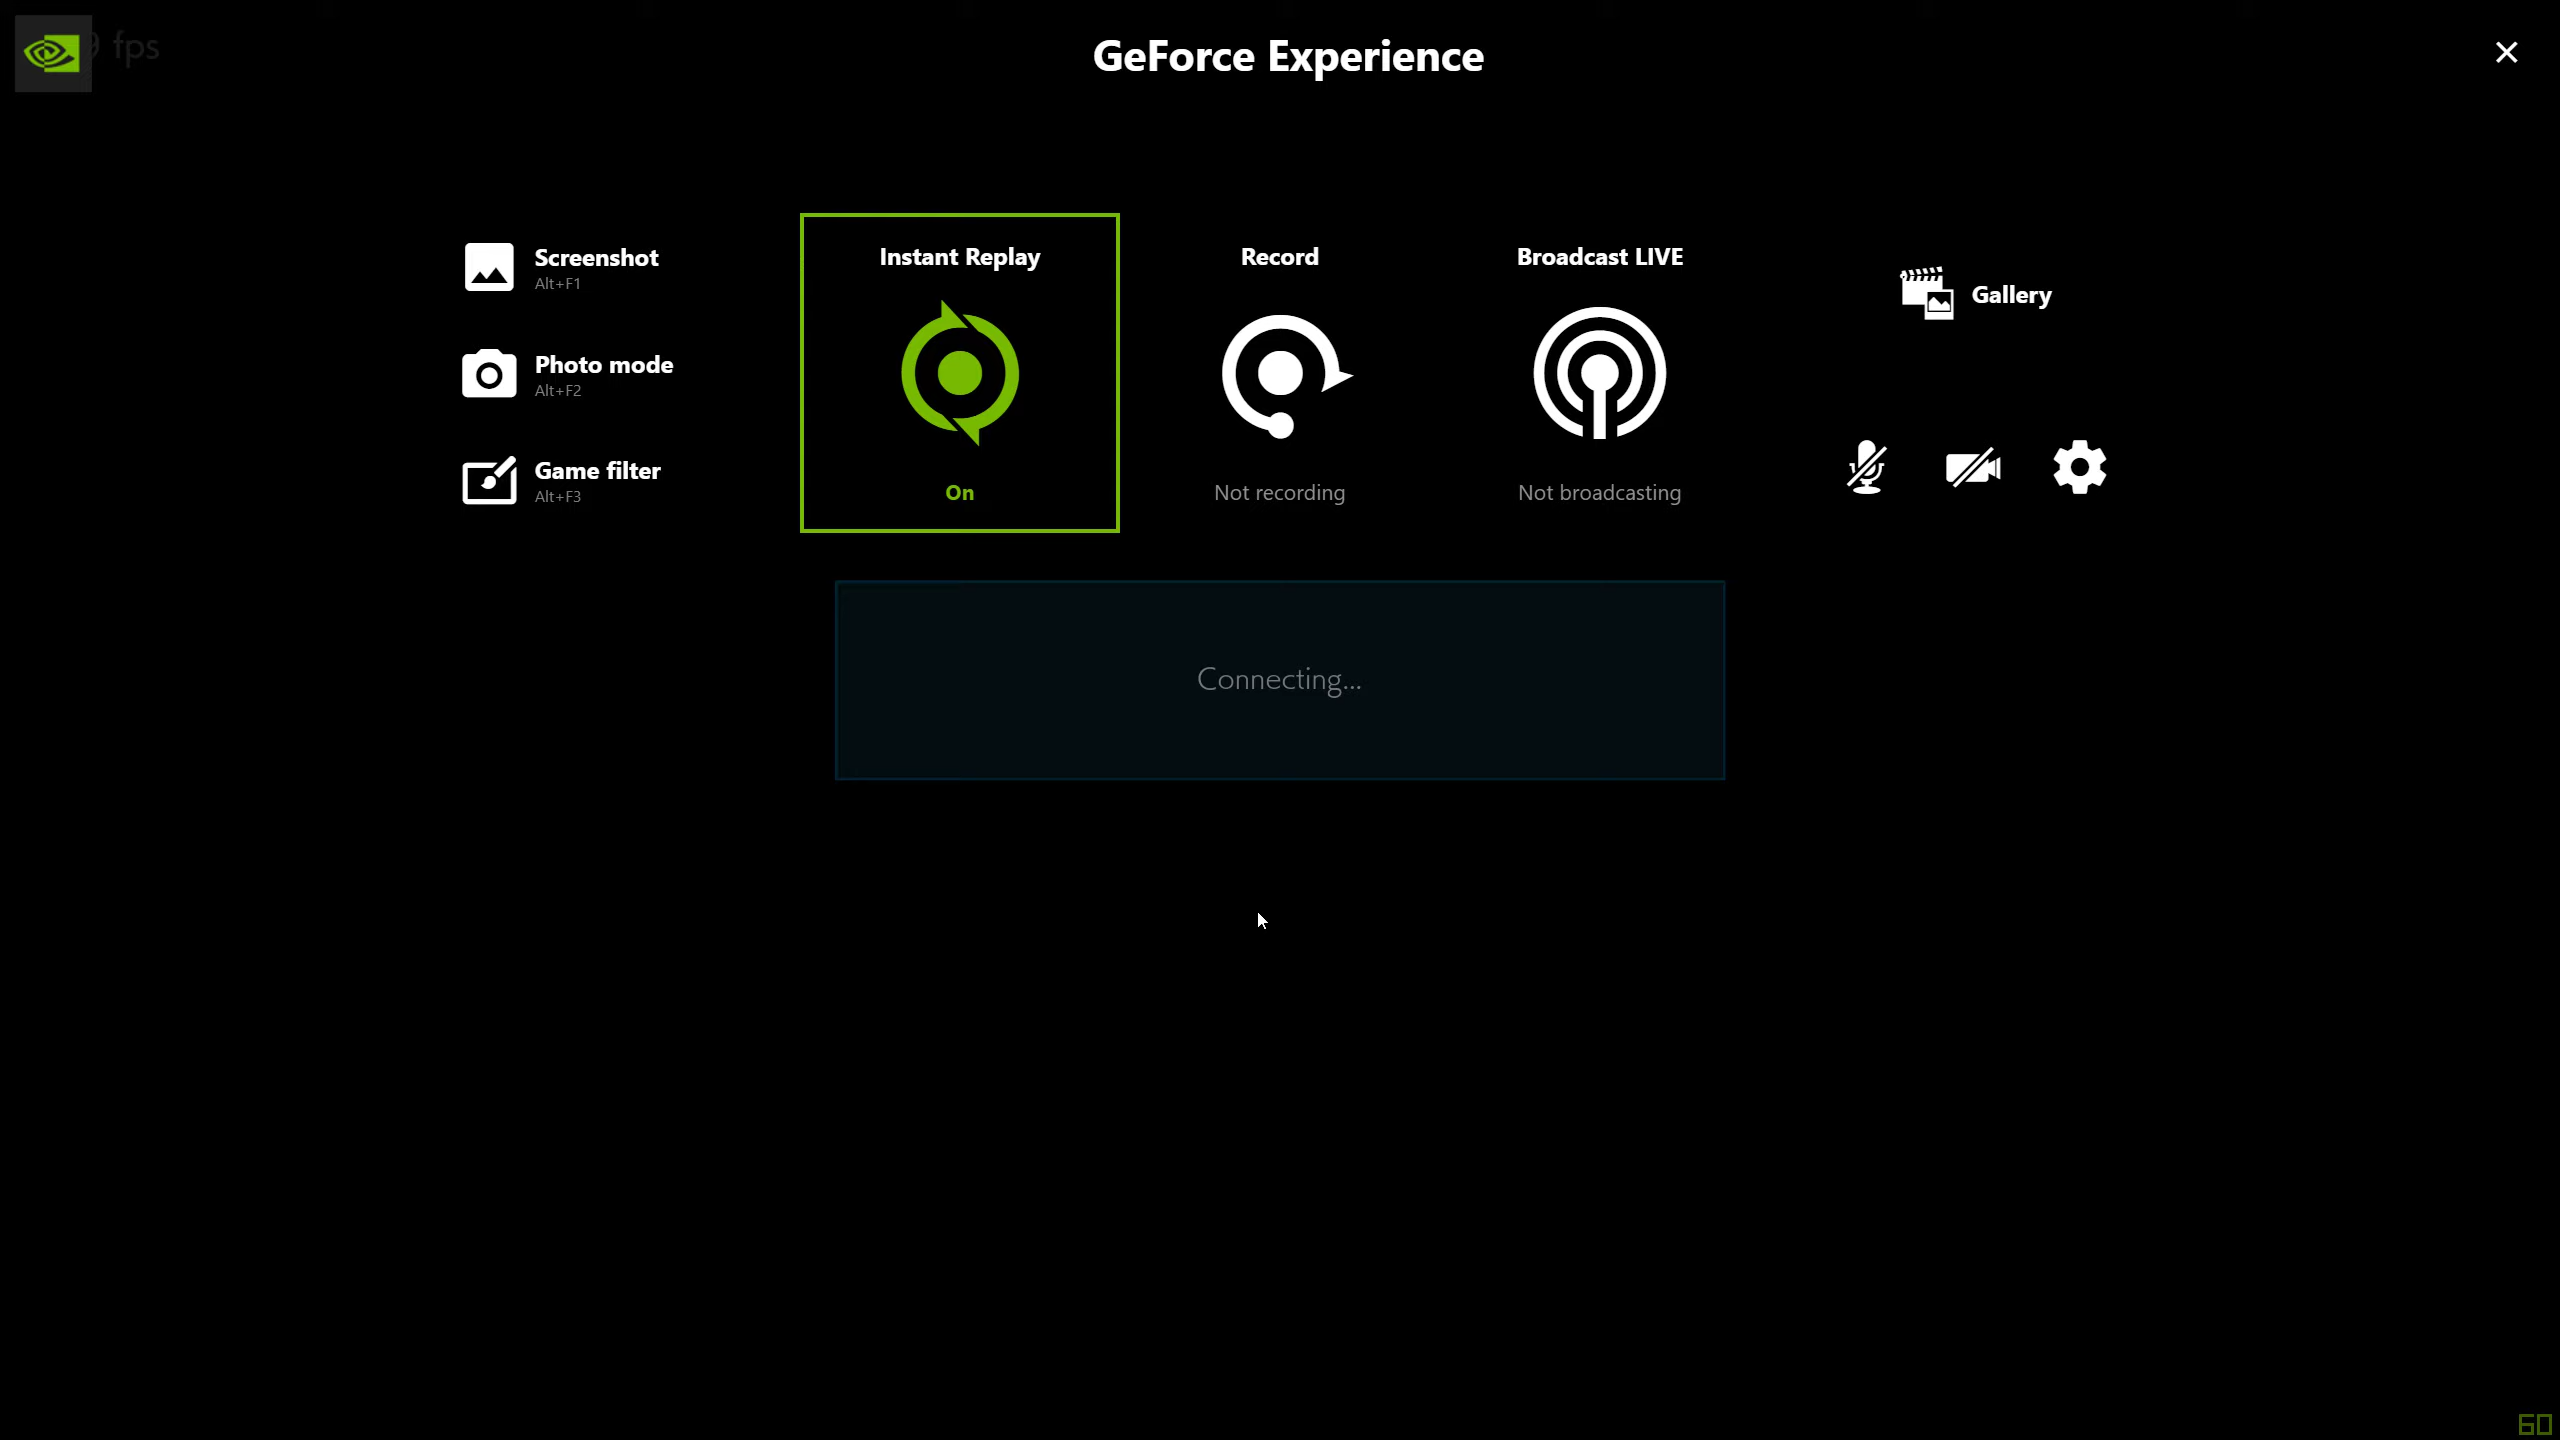 fps
GeForce Experience
Screenshot
Alt+F1
Photo mode
Alt+F2
Game filter
Alt+F3
Instant Replay
On
Record
Not recording
Broadcast LIVE
Not broadcasting
Gallery
Connecting...
60